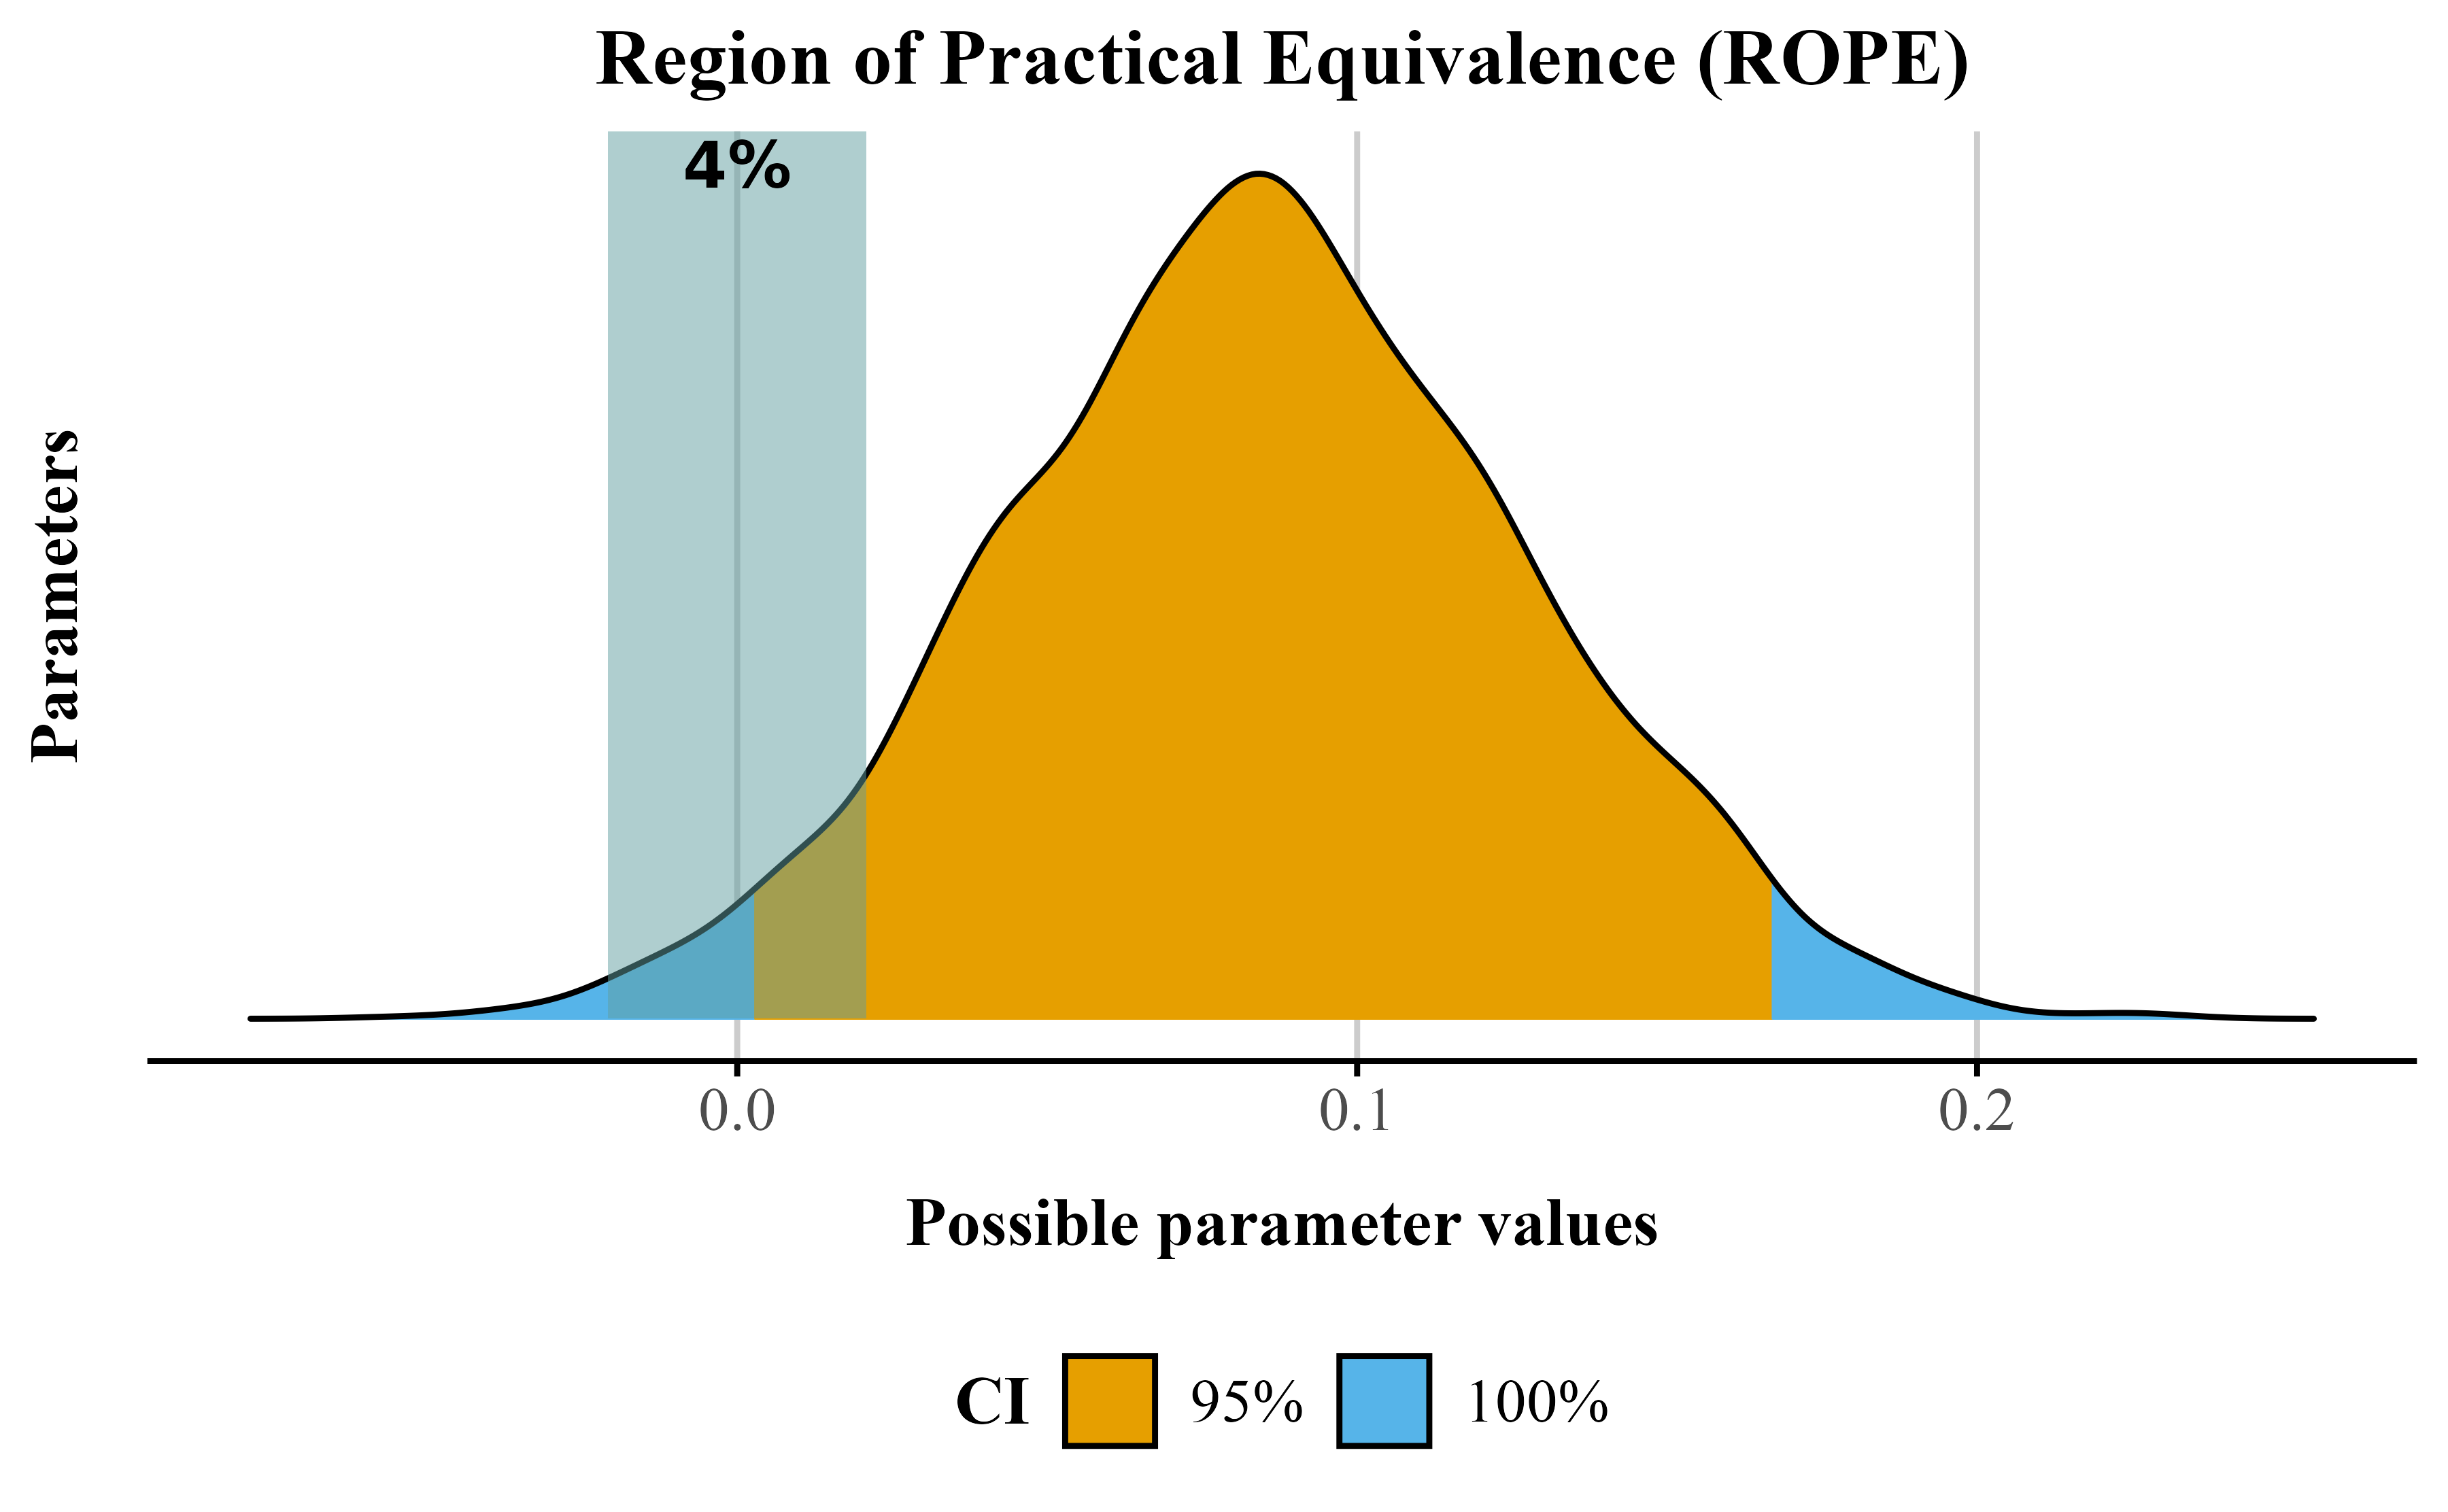 Region of Practical Equivalence (ROPE)
4%
Parameters
0.0 0.1 0.2
Possible parameter values
CI 95% 100%